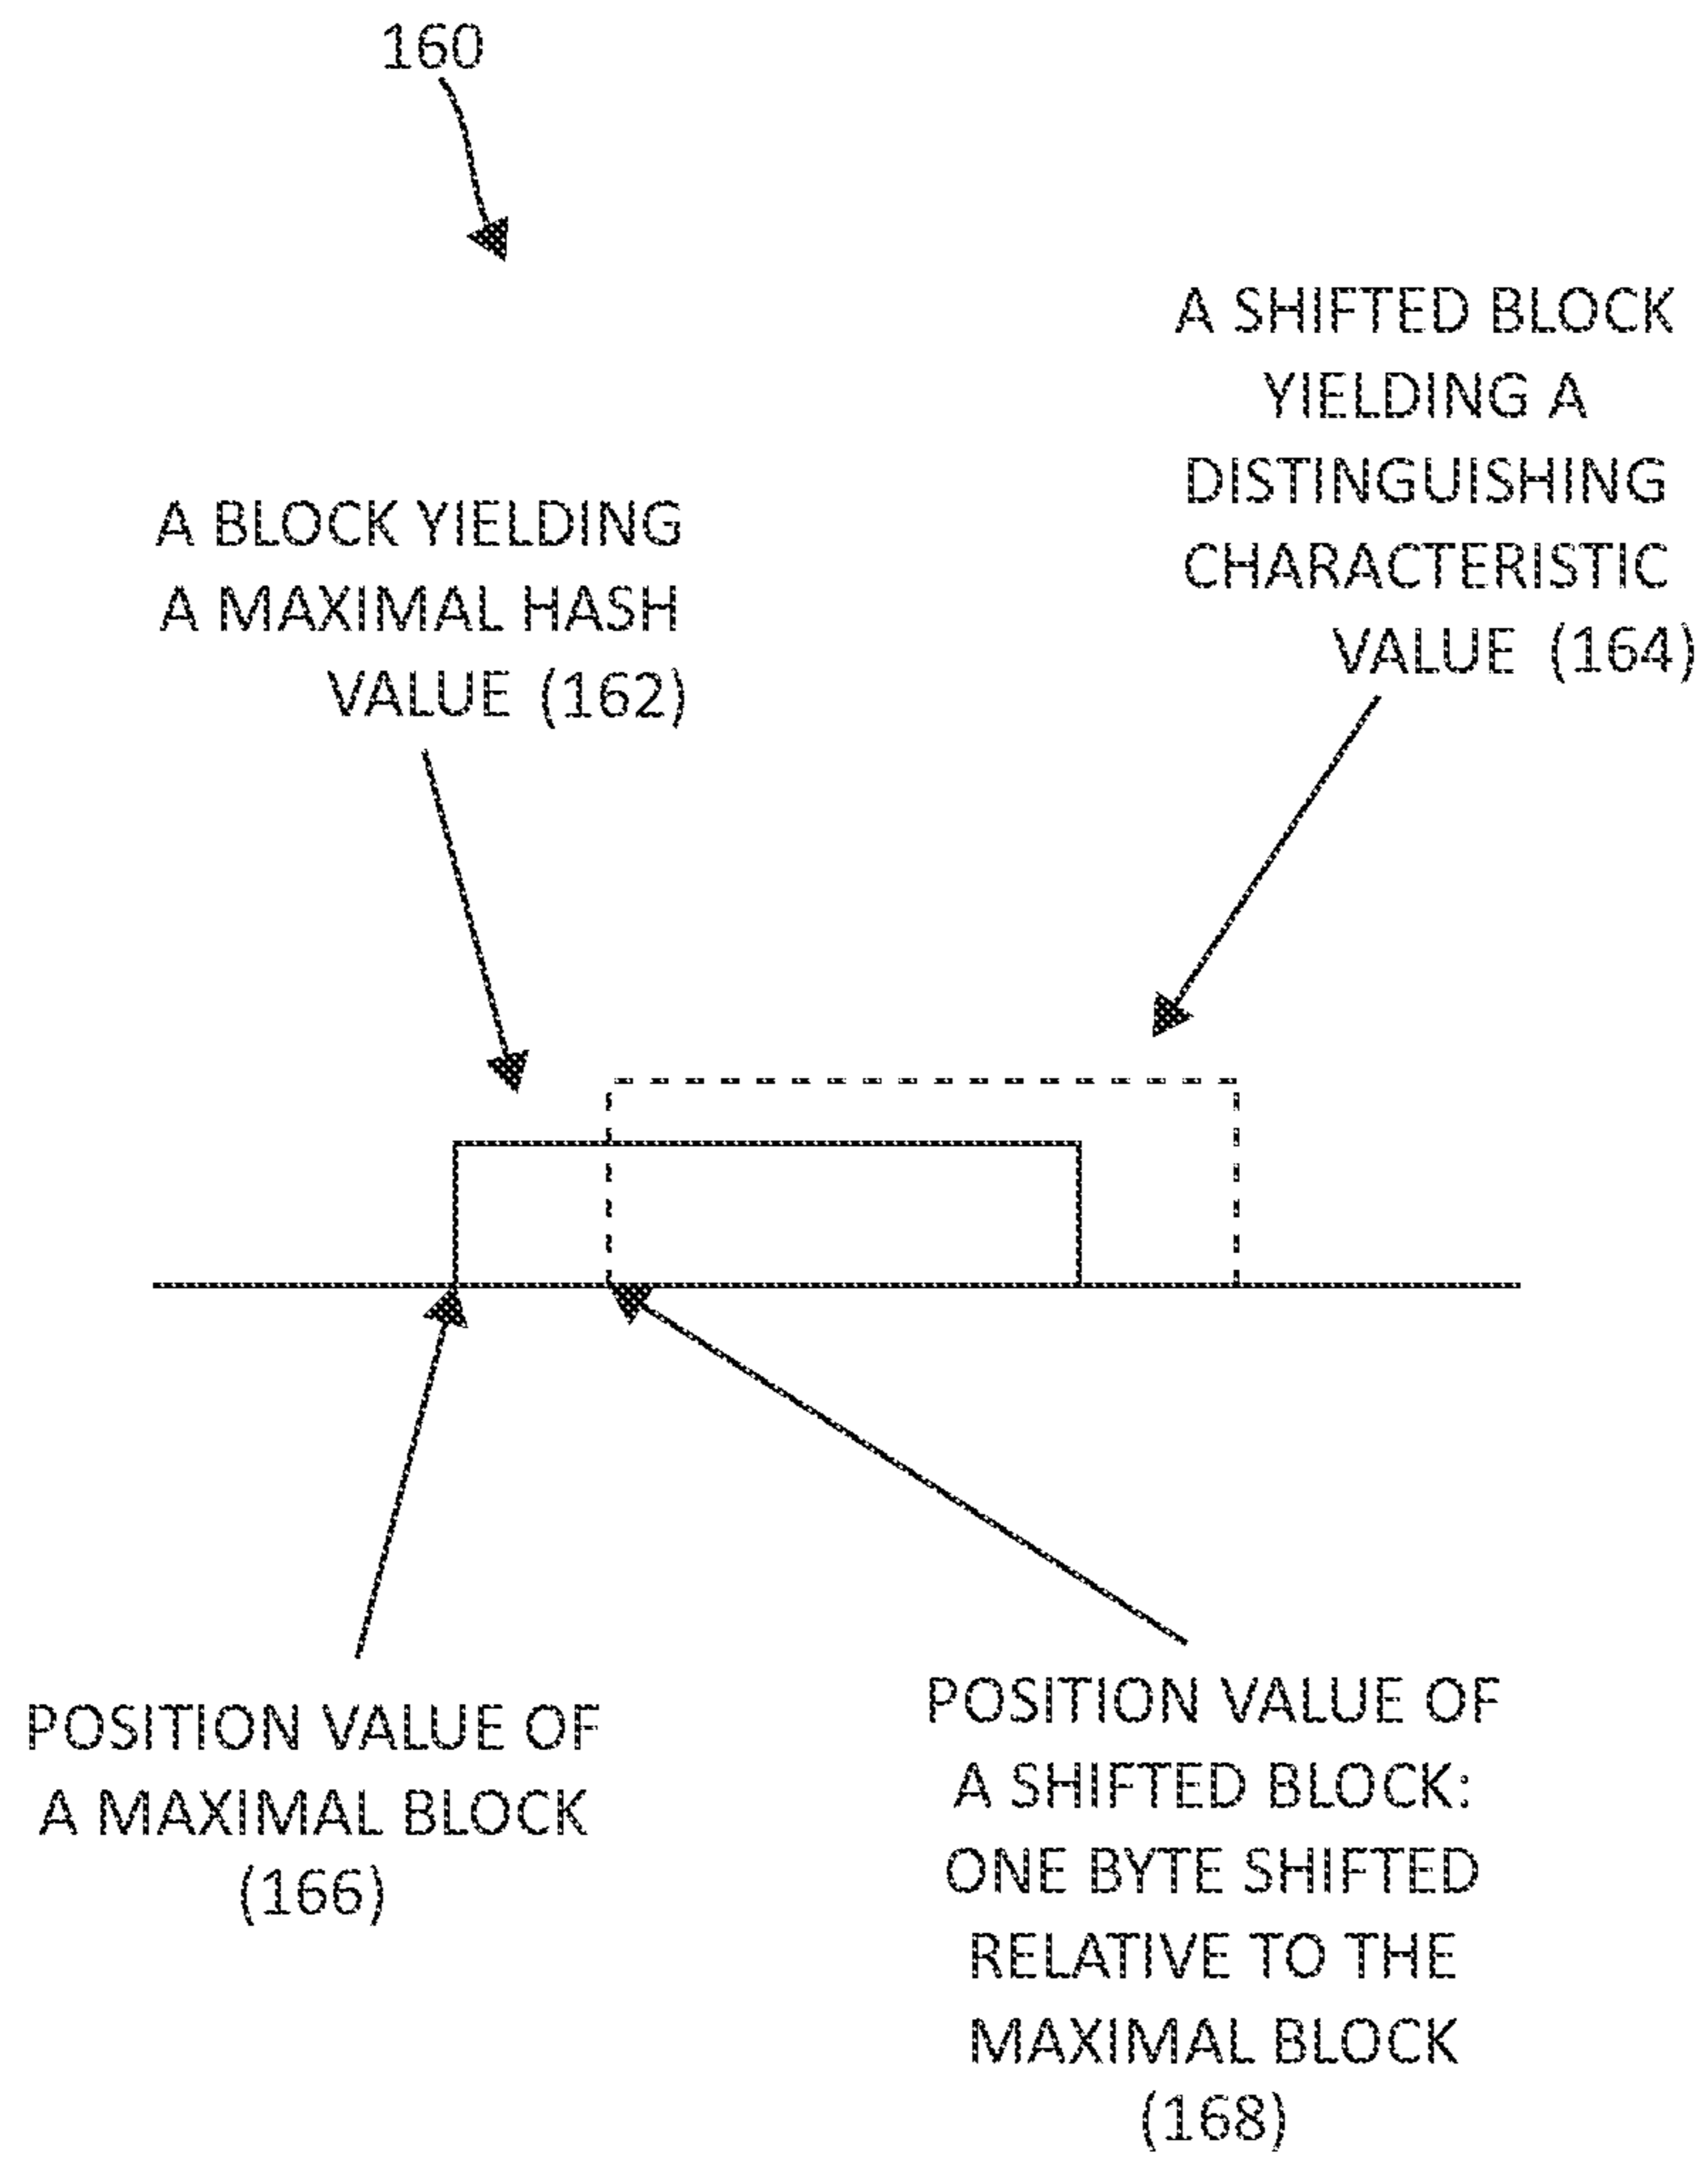 160
A SHIFTED BLOCK
YIELDING A
DISTINGUISHING
CHARACTERISTIC
VALUE (164)
A BLOCK YIELDING
A MAXIMAL HASH
VALUE (162)
POSITION VALUE OF
A MAXIMAL BLOCK
(166)
POSITION VALUE OF
A SHIFTED BLOCK:
ONE BYTE SHIFTED
RELATIVE TO THE
MAXIMAL BLOCK
(168)